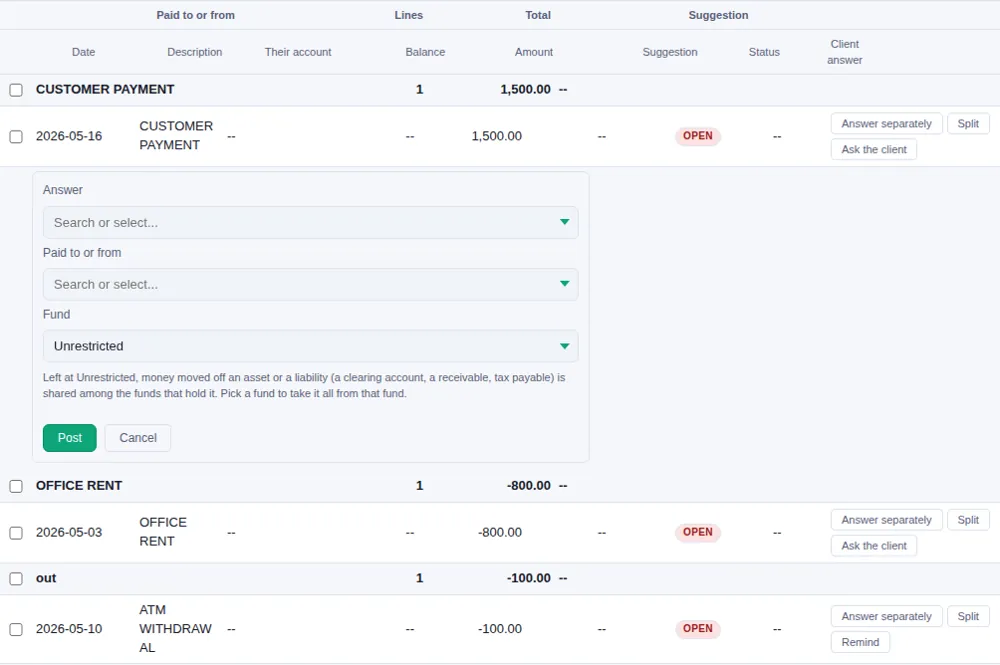 Paid to or from Lines Total Suggestion
Date Description Their account Balance Amount Suggestion Status Client answer
CUSTOMER PAYMENT 1 1,500.00 --
2026-05-16 CUSTOMER PAYMENT -- -- 1,500.00 -- OPEN -- Answer separately Split
Ask the client
Answer
Search or select...
Paid to or from
Search or select...
Fund
Unrestricted
Left at Unrestricted, money moved off an asset or a liability (a clearing account, a receivable, tax payable) is
shared among the funds that hold it. Pick a fund to take it all from that fund.
Post Cancel
OFFICE RENT 1 -800.00 --
2026-05-03 OFFICE RENT -- -- -800.00 -- OPEN -- Answer separately Split
Ask the client
out 1 -100.00 --
2026-05-10 ATM WITHDRAWAL -- -- -100.00 -- OPEN -- Answer separately Split
Remind